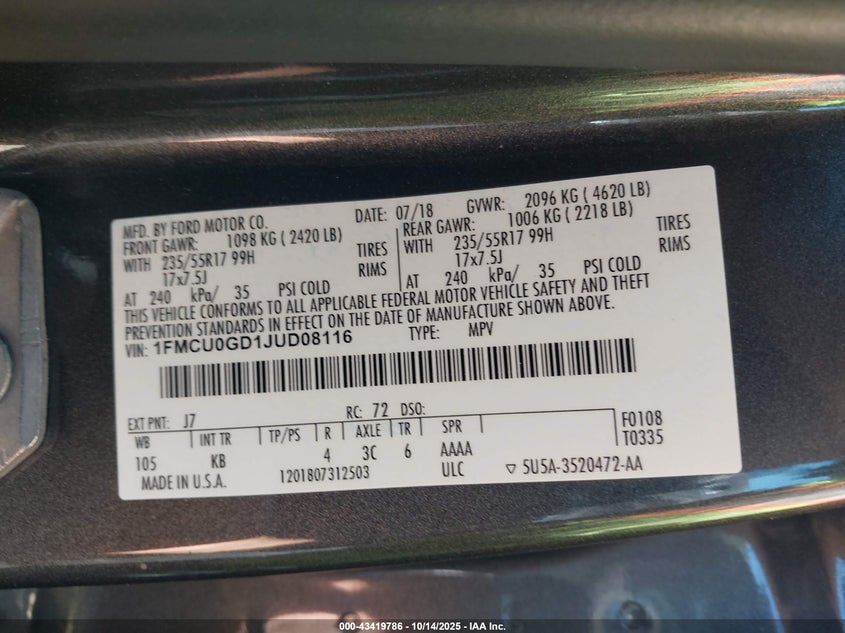 MFD. BY FORD MOTOR CO. DATE: 07/18 GVWR: 2096 KG ( 4620 LB)
FRONT GAWR: 1098 KG ( 2420 LB) REAR GAWR: 1006 KG ( 2218 LB)
WITH 235/55R17 99H TIRES WITH 235/55R17 99H TIRES
17x7.5J RIMS 17x7.5J RIMS
AT 240 kPa/ 35 PSI COLD AT 240 kPa/ 35 PSI COLD
THIS VEHICLE CONFORMS TO ALL APPLICABLE FEDERAL MOTOR VEHICLE SAFETY AND THEFT
PREVENTION STANDARDS IN EFFECT ON THE DATE OF MANUFACTURE SHOWN ABOVE.
VIN: 1FMCU0GD1JUD08116 TYPE: MPV
EXT PNT: J7 RC: 72 DSO: F0108
WB INT TR TP/PS R AXLE TR SPR T0335
105 KB 4 3C 6 AAAA
MADE IN U.S.A. 1201807312503 ULC ▽ 5U5A-3520472-AA
000-43419786 - 10/14/2025 - IAA Inc.